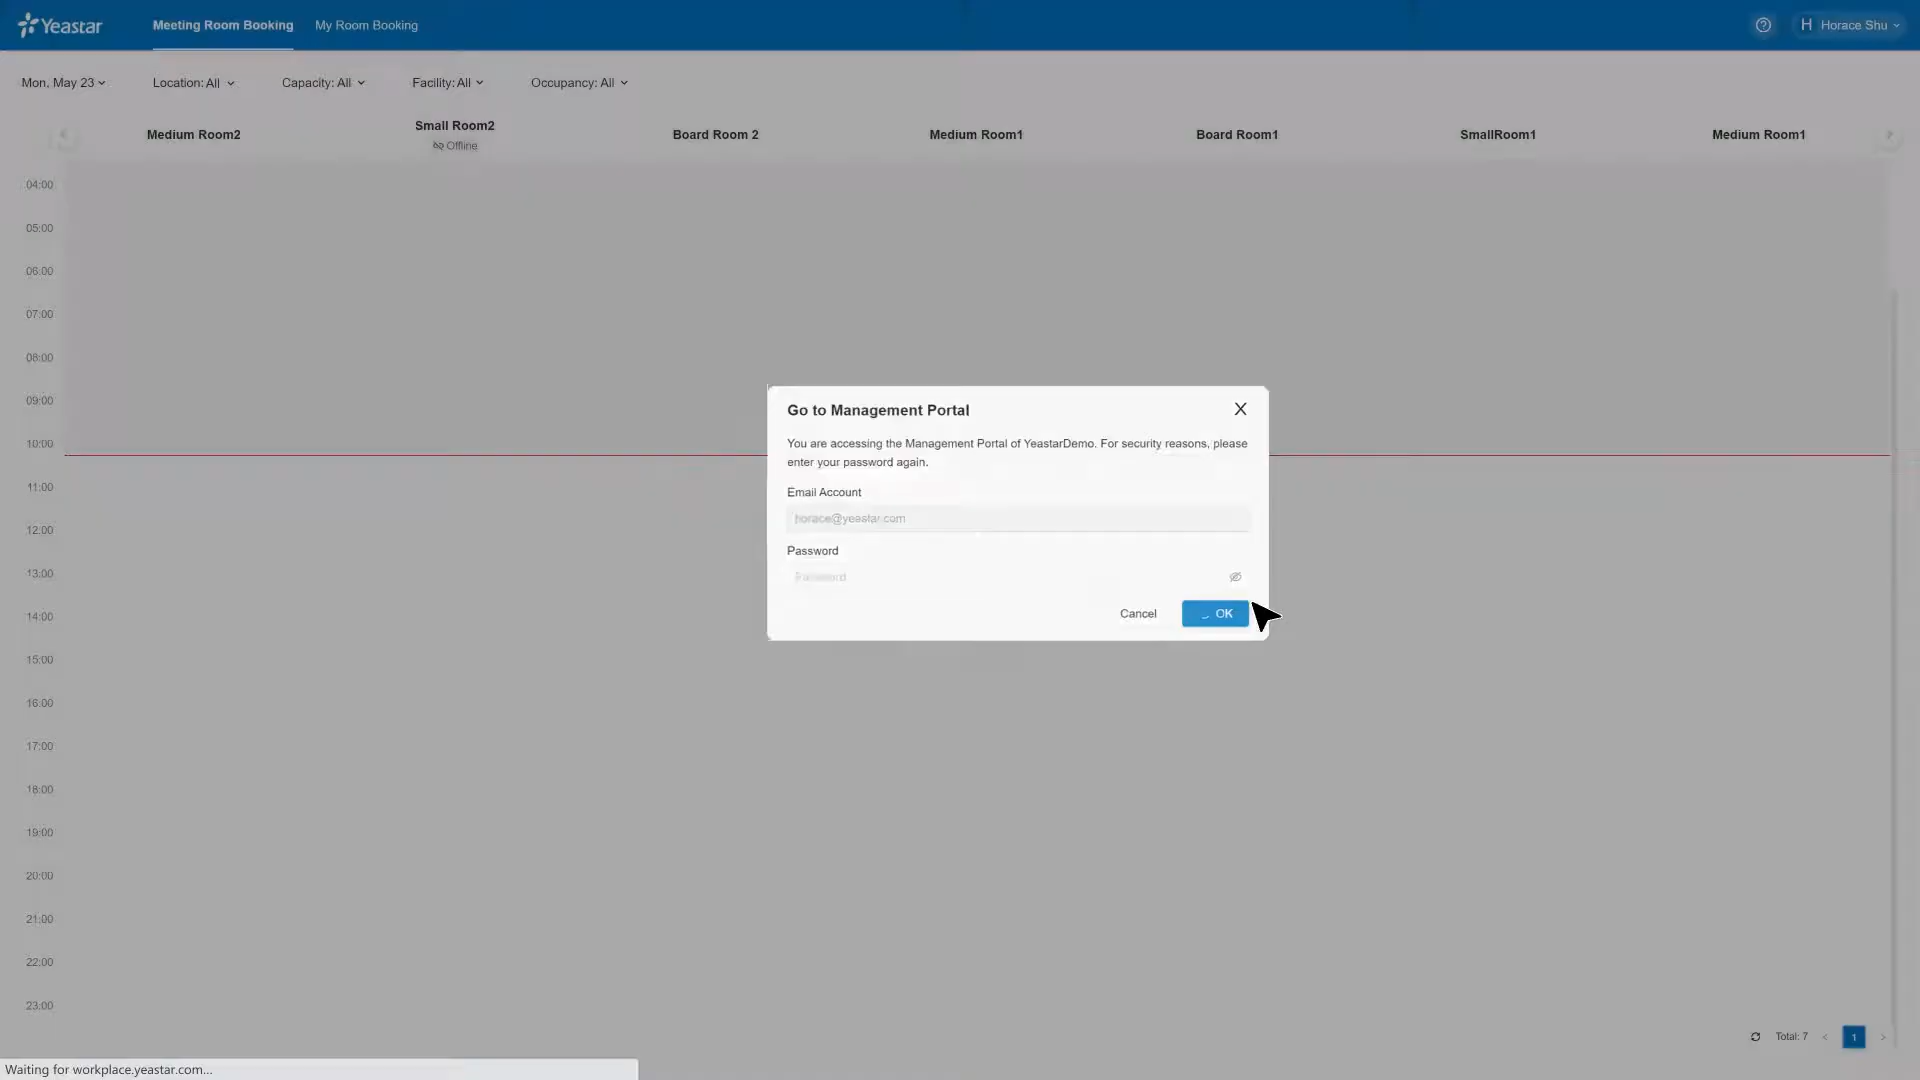 Yeastar
Meeting Room Booking
My Room Booking
H Horace Shu
Mon, May 23
Location: All
Capacity: All
Facility: All
Occupancy: All
Medium Room2
Small Room2
Offline
Board Room 2
Medium Room1
Board Room1
SmallRoom1
Medium Room1
04:00
05:00
06:00
07:00
08:00
09:00
10:00
11:00
12:00
13:00
14:00
15:00
16:00
17:00
18:00
19:00
20:00
21:00
22:00
23:00
Go to Management Portal
You are accessing the Management Portal of YeastarDemo. For security reasons, please
enter your password again.
Email Account
horace@yeastar.com
Password
Password
Cancel
OK
Total: 7
1
Waiting for workplace.yeastar.com...